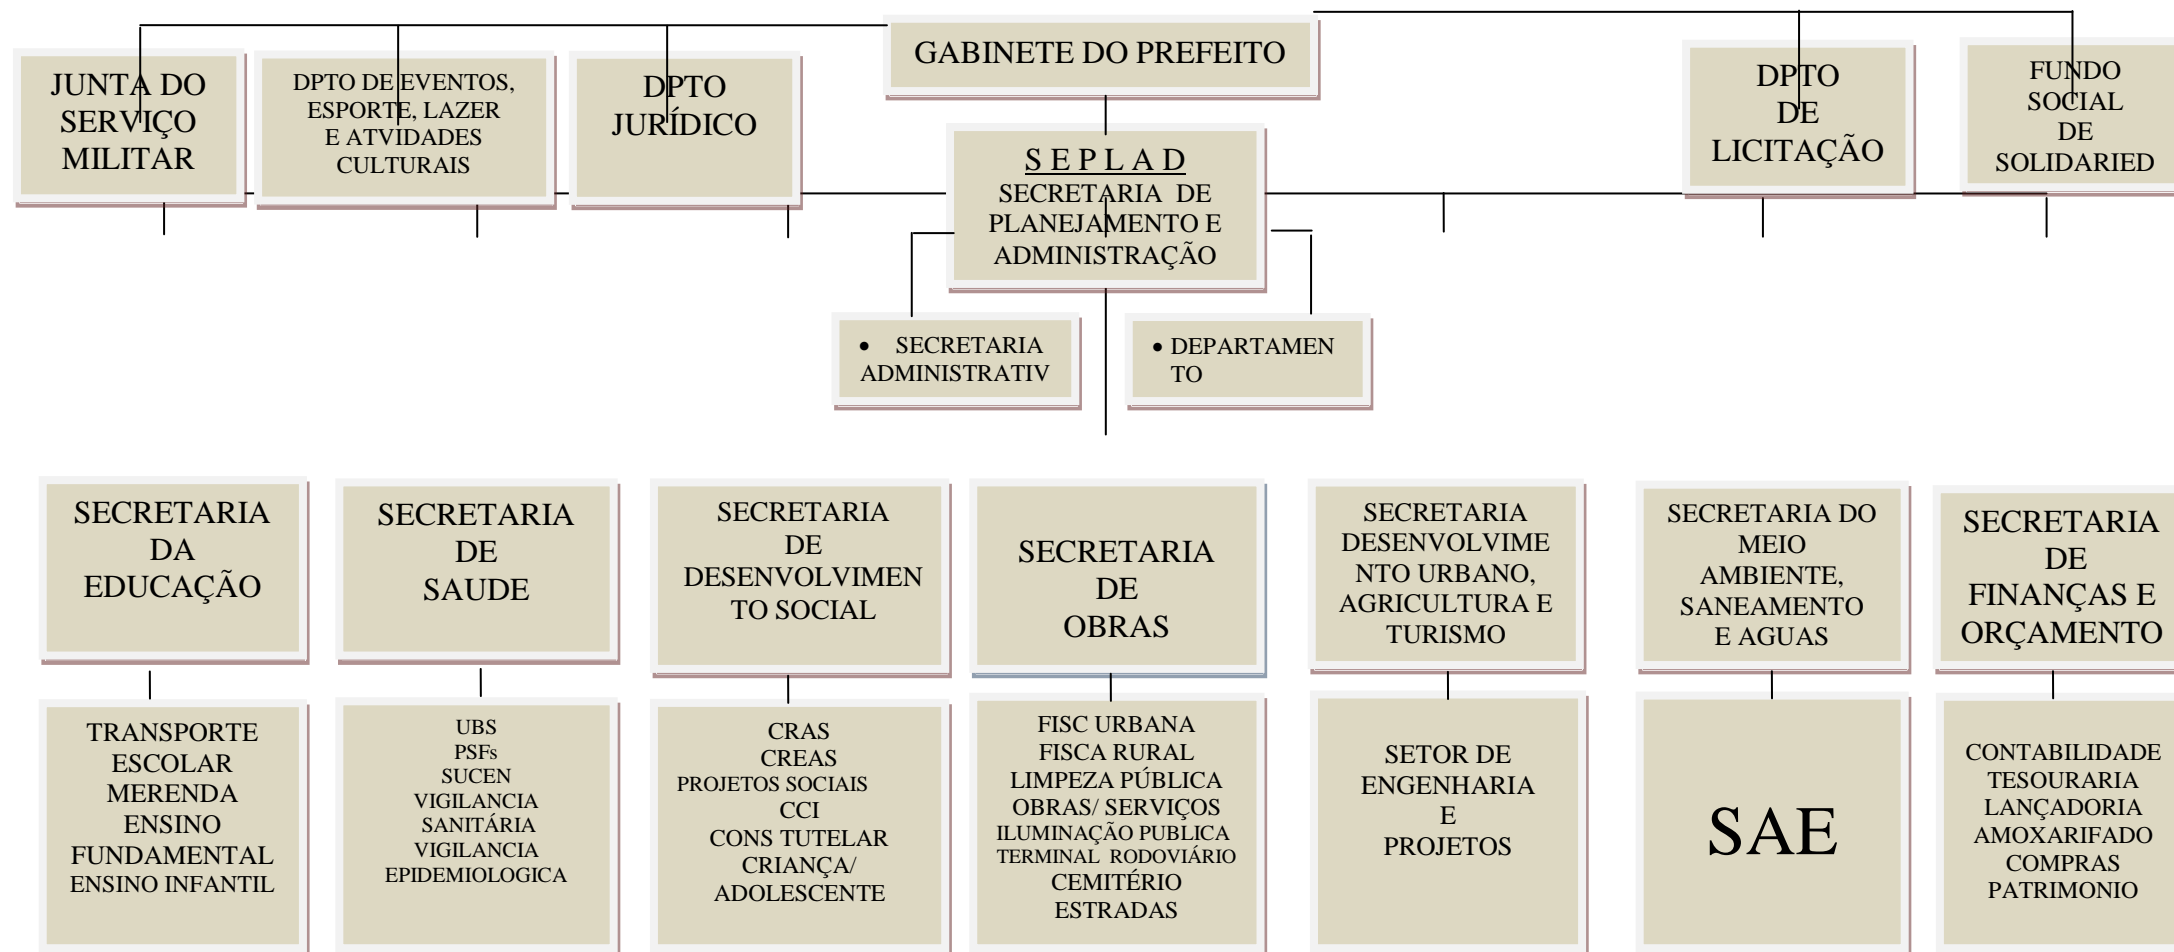 GABINETE DO PREFEITO
JUNTA DO
SERVIÇO
MILITAR
DPTO DE EVENTOS,
ESPORTE, LAZER
E ATVIDADES
CULTURAIS
DPTO
JURÍDICO
DPTO
DE
LICITAÇÃO
FUNDO
SOCIAL
DE
SOLIDARIED
S E P L A D
SECRETARIA DE
PLANEJAMENTO E
ADMINISTRAÇÃO
• SECRETARIA
ADMINISTRATIV
• DEPARTAMEN
TO
SECRETARIA
DA
EDUCAÇÃO
SECRETARIA
DE
SAUDE
SECRETARIA
DE
DESENVOLVIMEN
TO SOCIAL
SECRETARIA
DE
OBRAS
SECRETARIA
DESENVOLVIME
NTO URBANO,
AGRICULTURA E
TURISMO
SECRETARIA DO
MEIO
AMBIENTE,
SANEAMENTO
E AGUAS
SECRETARIA
DE
FINANÇAS E
ORÇAMENTO
TRANSPORTE
ESCOLAR
MERENDA
ENSINO
FUNDAMENTAL
ENSINO INFANTIL
UBS
PSFs
SUCEN
VIGILANCIA
SANITÁRIA
VIGILANCIA
EPIDEMIOLOGICA
CRAS
CREAS
PROJETOS SOCIAIS
CCI
CONS TUTELAR
CRIANÇA/
ADOLESCENTE
FISC URBANA
FISCA RURAL
LIMPEZA PÚBLICA
OBRAS/ SERVIÇOS
ILUMINAÇÃO PUBLICA
TERMINAL RODOVIÁRIO
CEMITÉRIO
ESTRADAS
SETOR DE
ENGENHARIA
E
PROJETOS
SAE
CONTABILIDADE
TESOURARIA
LANÇADORIA
AMOXARIFADO
COMPRAS
PATRIMONIO